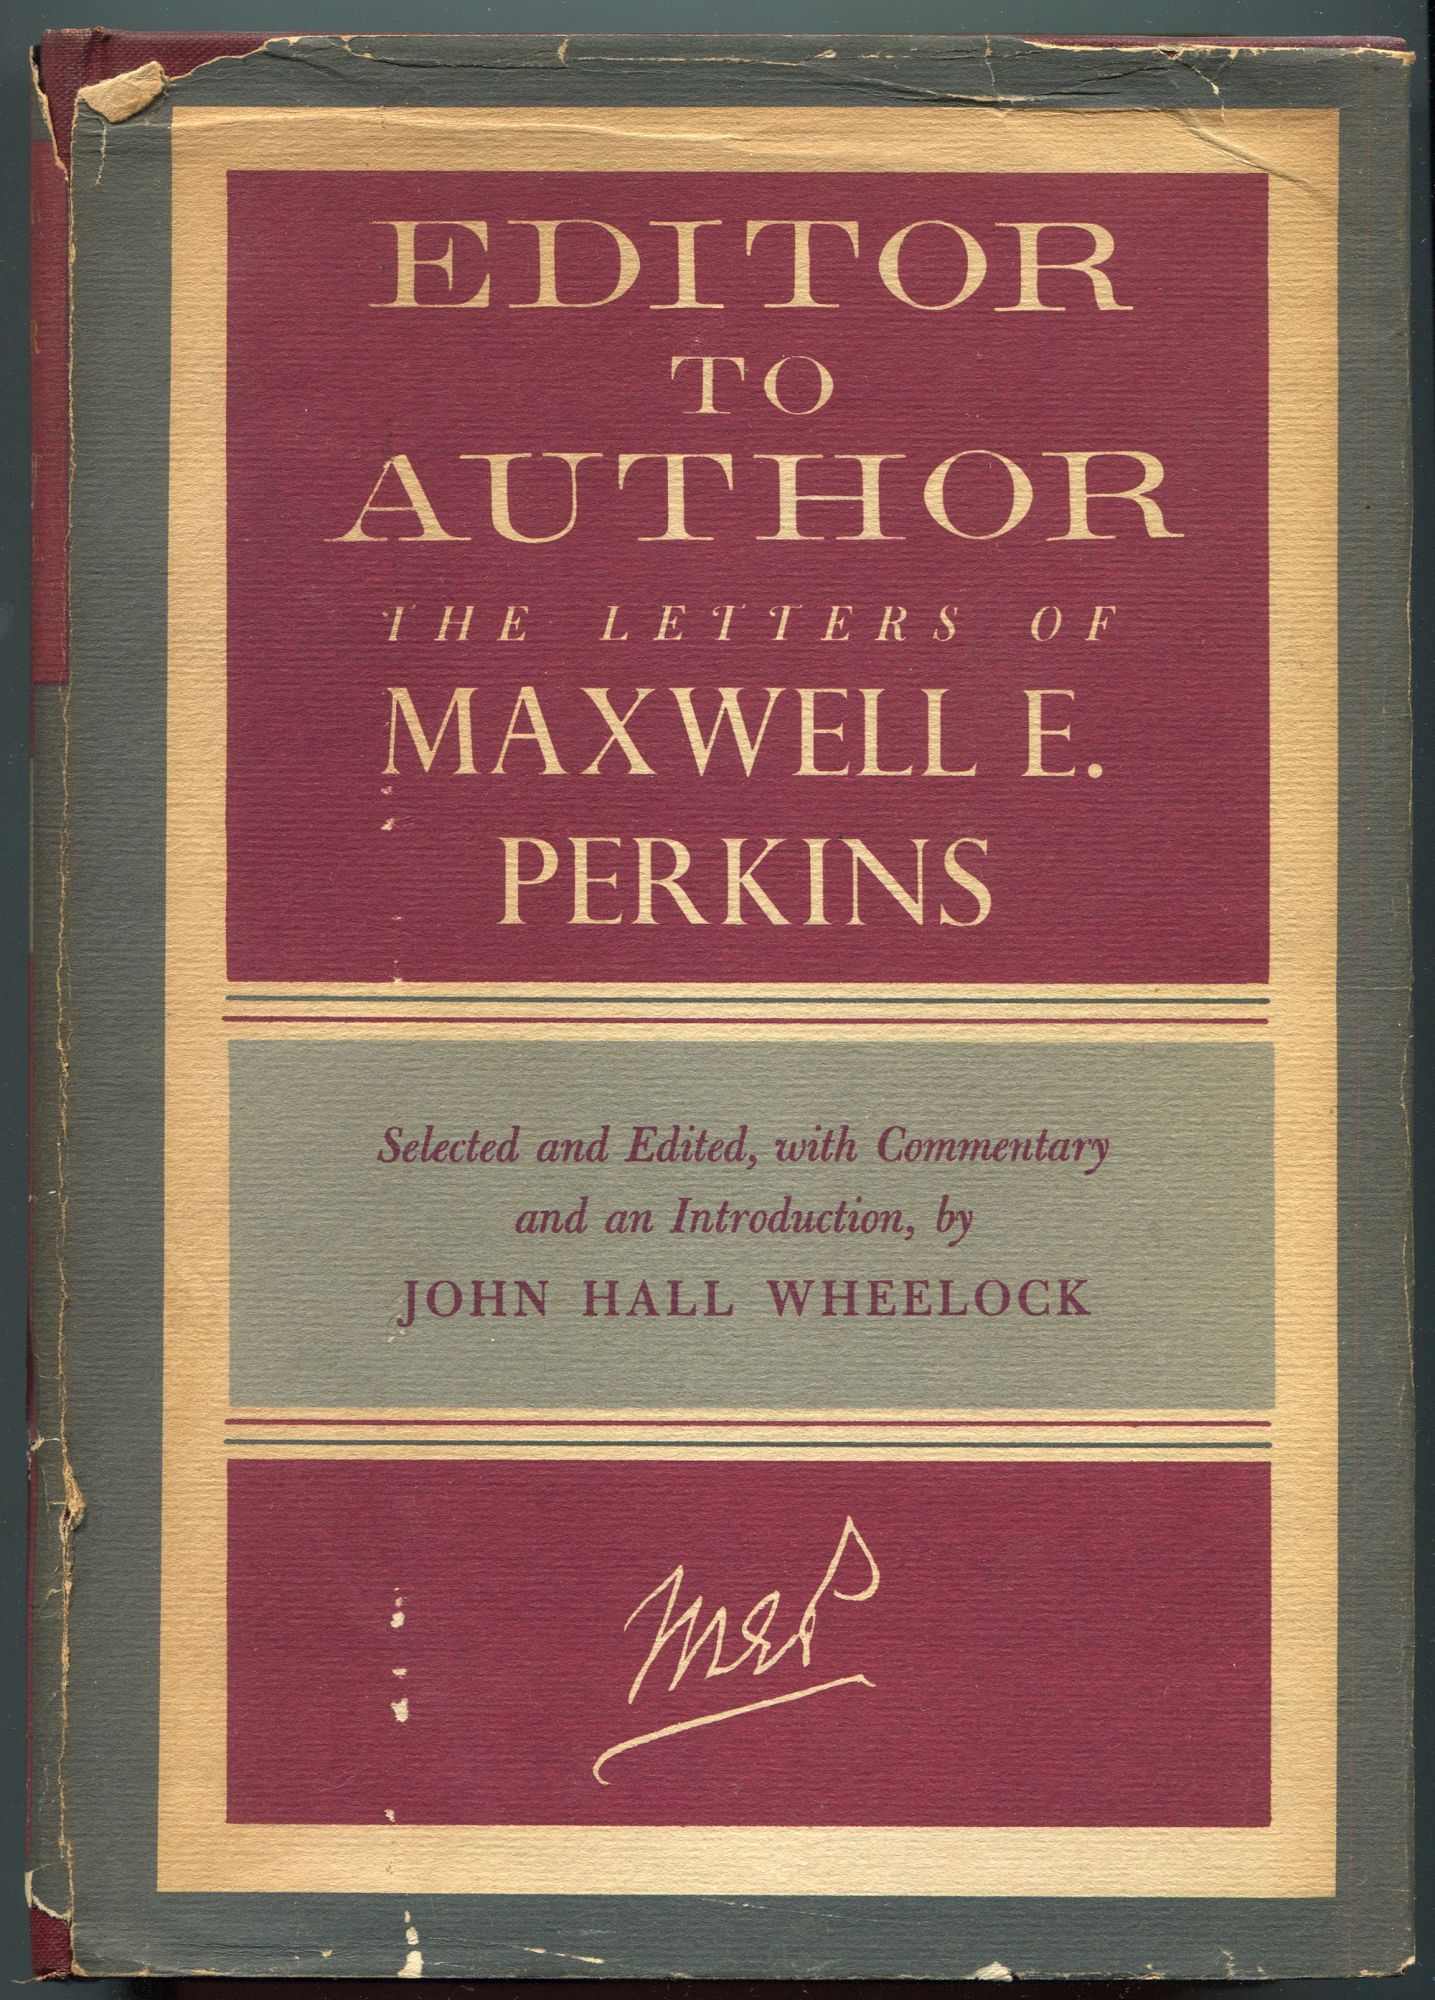 EDITOR
TO
AUTHOR
THE LETTERS OF
MAXWELL E.
PERKINS
Selected and Edited, with Commentary
and an Introduction, by
JOHN HALL WHEELOCK
MEP